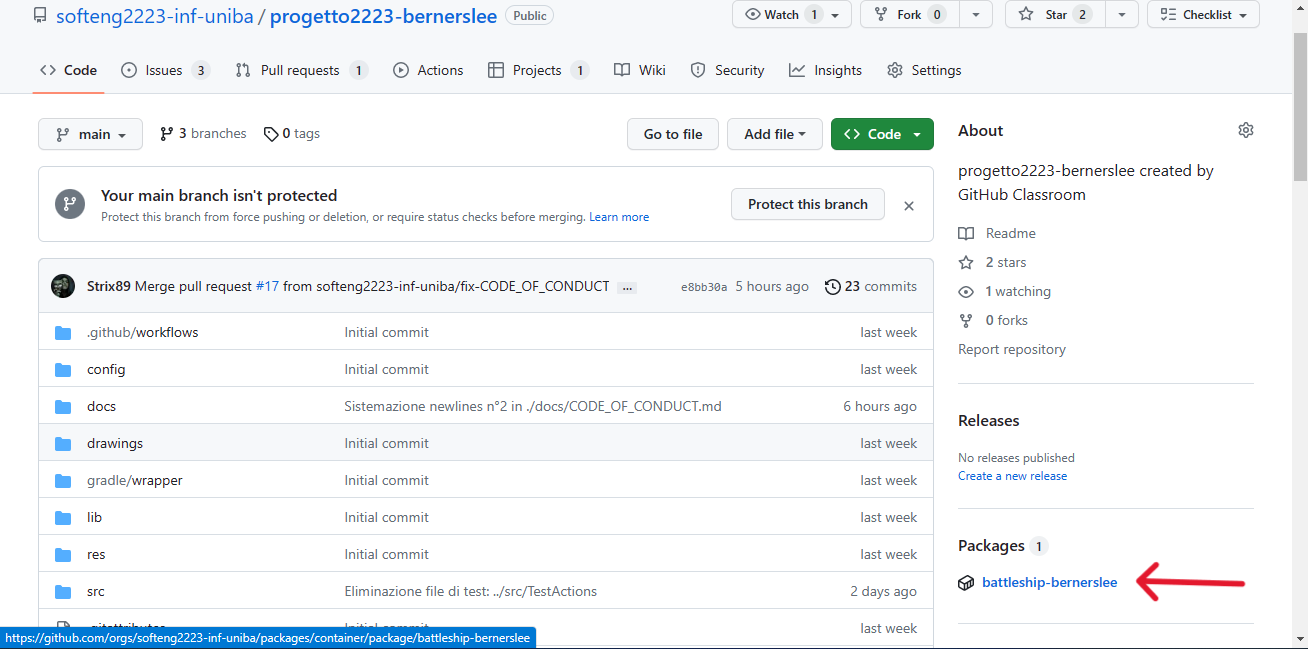 softeng2223-inf-uniba / progetto2223-bernerslee Public Watch 1 Fork 0 Star 2 Checklist
Code Issues 3 Pull requests 1 Actions Projects 1 Wiki Security Insights Settings
main 3 branches 0 tags Go to file Add file Code
Your main branch isn't protected
Protect this branch from force pushing or deletion, or require status checks before merging. Learn more
Protect this branch
Strix89 Merge pull request #17 from softeng2223-inf-uniba/fix-CODE_OF_CONDUCT ... e8bb30a 5 hours ago 23 commits
.github/workflows Initial commit last week
config Initial commit last week
docs Sistemazione newlines n°2 in ./docs/CODE_OF_CONDUCT.md 6 hours ago
drawings Initial commit last week
gradle/wrapper Initial commit last week
lib Initial commit last week
res Initial commit last week
src Eliminazione file di test: ../src/TestActions 2 days ago
.gitattributes Initial commit last week
About
progetto2223-bernerslee created by
GitHub Classroom
Readme
2 stars
1 watching
0 forks
Report repository
Releases
No releases published
Create a new release
Packages 1
battleship-bernerslee
https://github.com/orgs/softeng2223-inf-uniba/packages/container/package/battleship-bernerslee